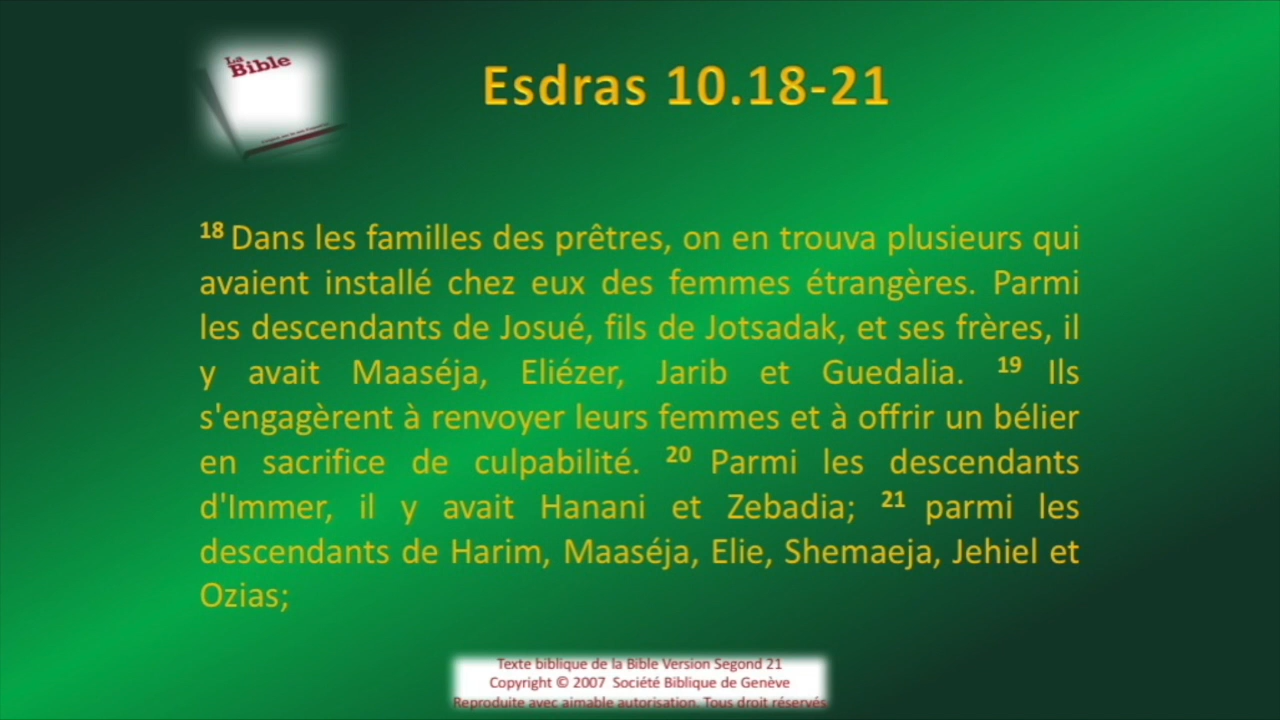 La
Bible
Esdras 10.18-21
18 Dans les familles des prêtres, on en trouva plusieurs qui
avaient installé chez eux des femmes étrangères. Parmi
les descendants de Josué, fils de Jotsadak, et ses frères, il
y avait Maaséja, Eliézer, Jarib et Guedalia. 19 Ils
s'engagèrent à renvoyer leurs femmes et à offrir un bélier
en sacrifice de culpabilité. 20 Parmi les descendants
d'Immer, il y avait Hanani et Zebadia; 21 parmi les
descendants de Harim, Maaséja, Elie, Shemaeja, Jehiel et
Ozias;
Texte biblique de la Bible Version Segond 21
Copyright © 2007 Société Biblique de Genève
Reproduite avec aimable autorisation. Tous droit réservés